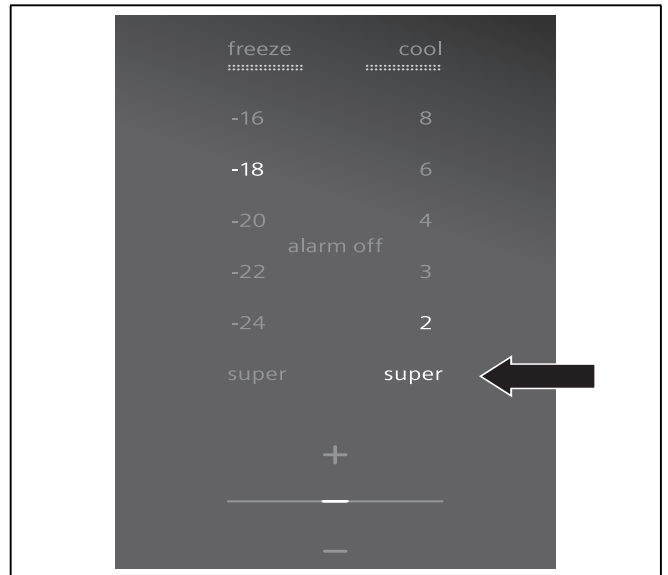 freeze cool
-16 8
-18 6
-20 4
alarm off
-22 3
-24 2
super super
+
–